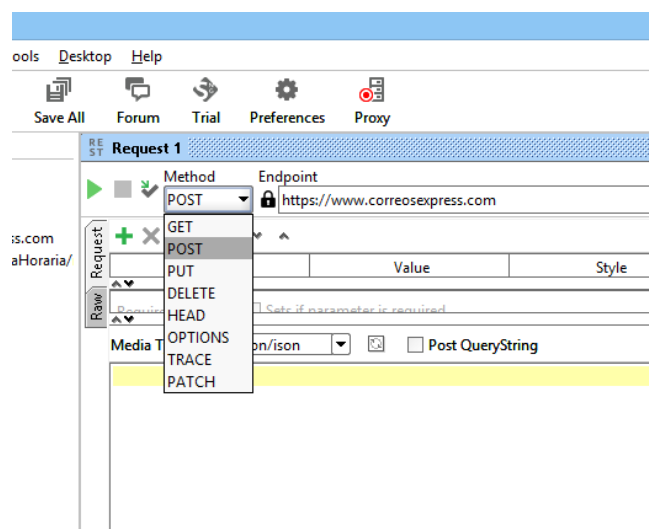 ools Desktop Help
Save All Forum Trial Preferences Proxy
REST Request 1
Method Endpoint
POST https://www.correosexpress.com
ss.com
aHoraria/
Request
Raw
GET
POST
PUT
DELETE
HEAD
OPTIONS
TRACE
PATCH
Value Style
Require Sets if parameter is required
Media T on/json Post QueryString